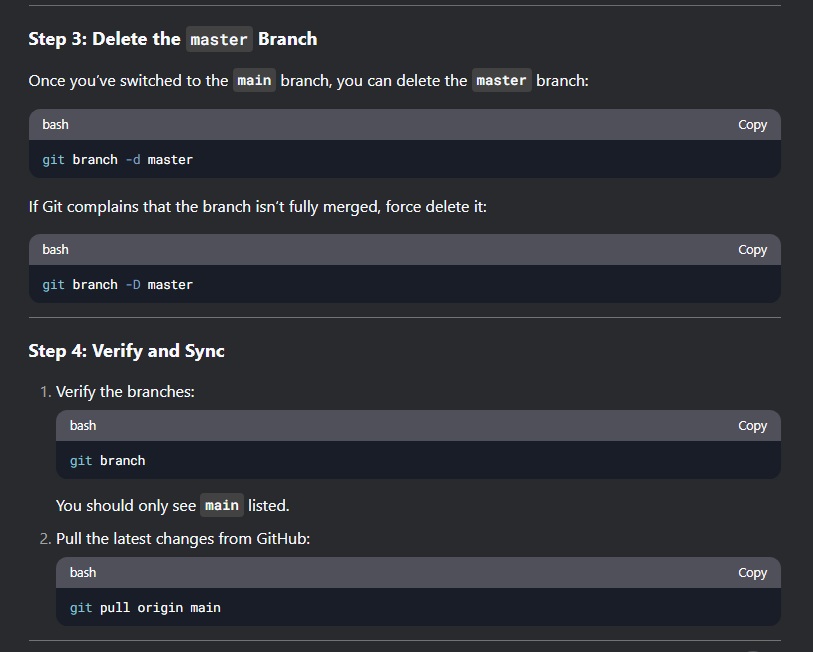 Step 3: Delete the master Branch
Once you’ve switched to the main branch, you can delete the master branch:
bash Copy
git branch -d master
If Git complains that the branch isn’t fully merged, force delete it:
bash Copy
git branch -D master
Step 4: Verify and Sync
1. Verify the branches:
bash Copy
git branch
You should only see main listed.
2. Pull the latest changes from GitHub:
bash Copy
git pull origin main